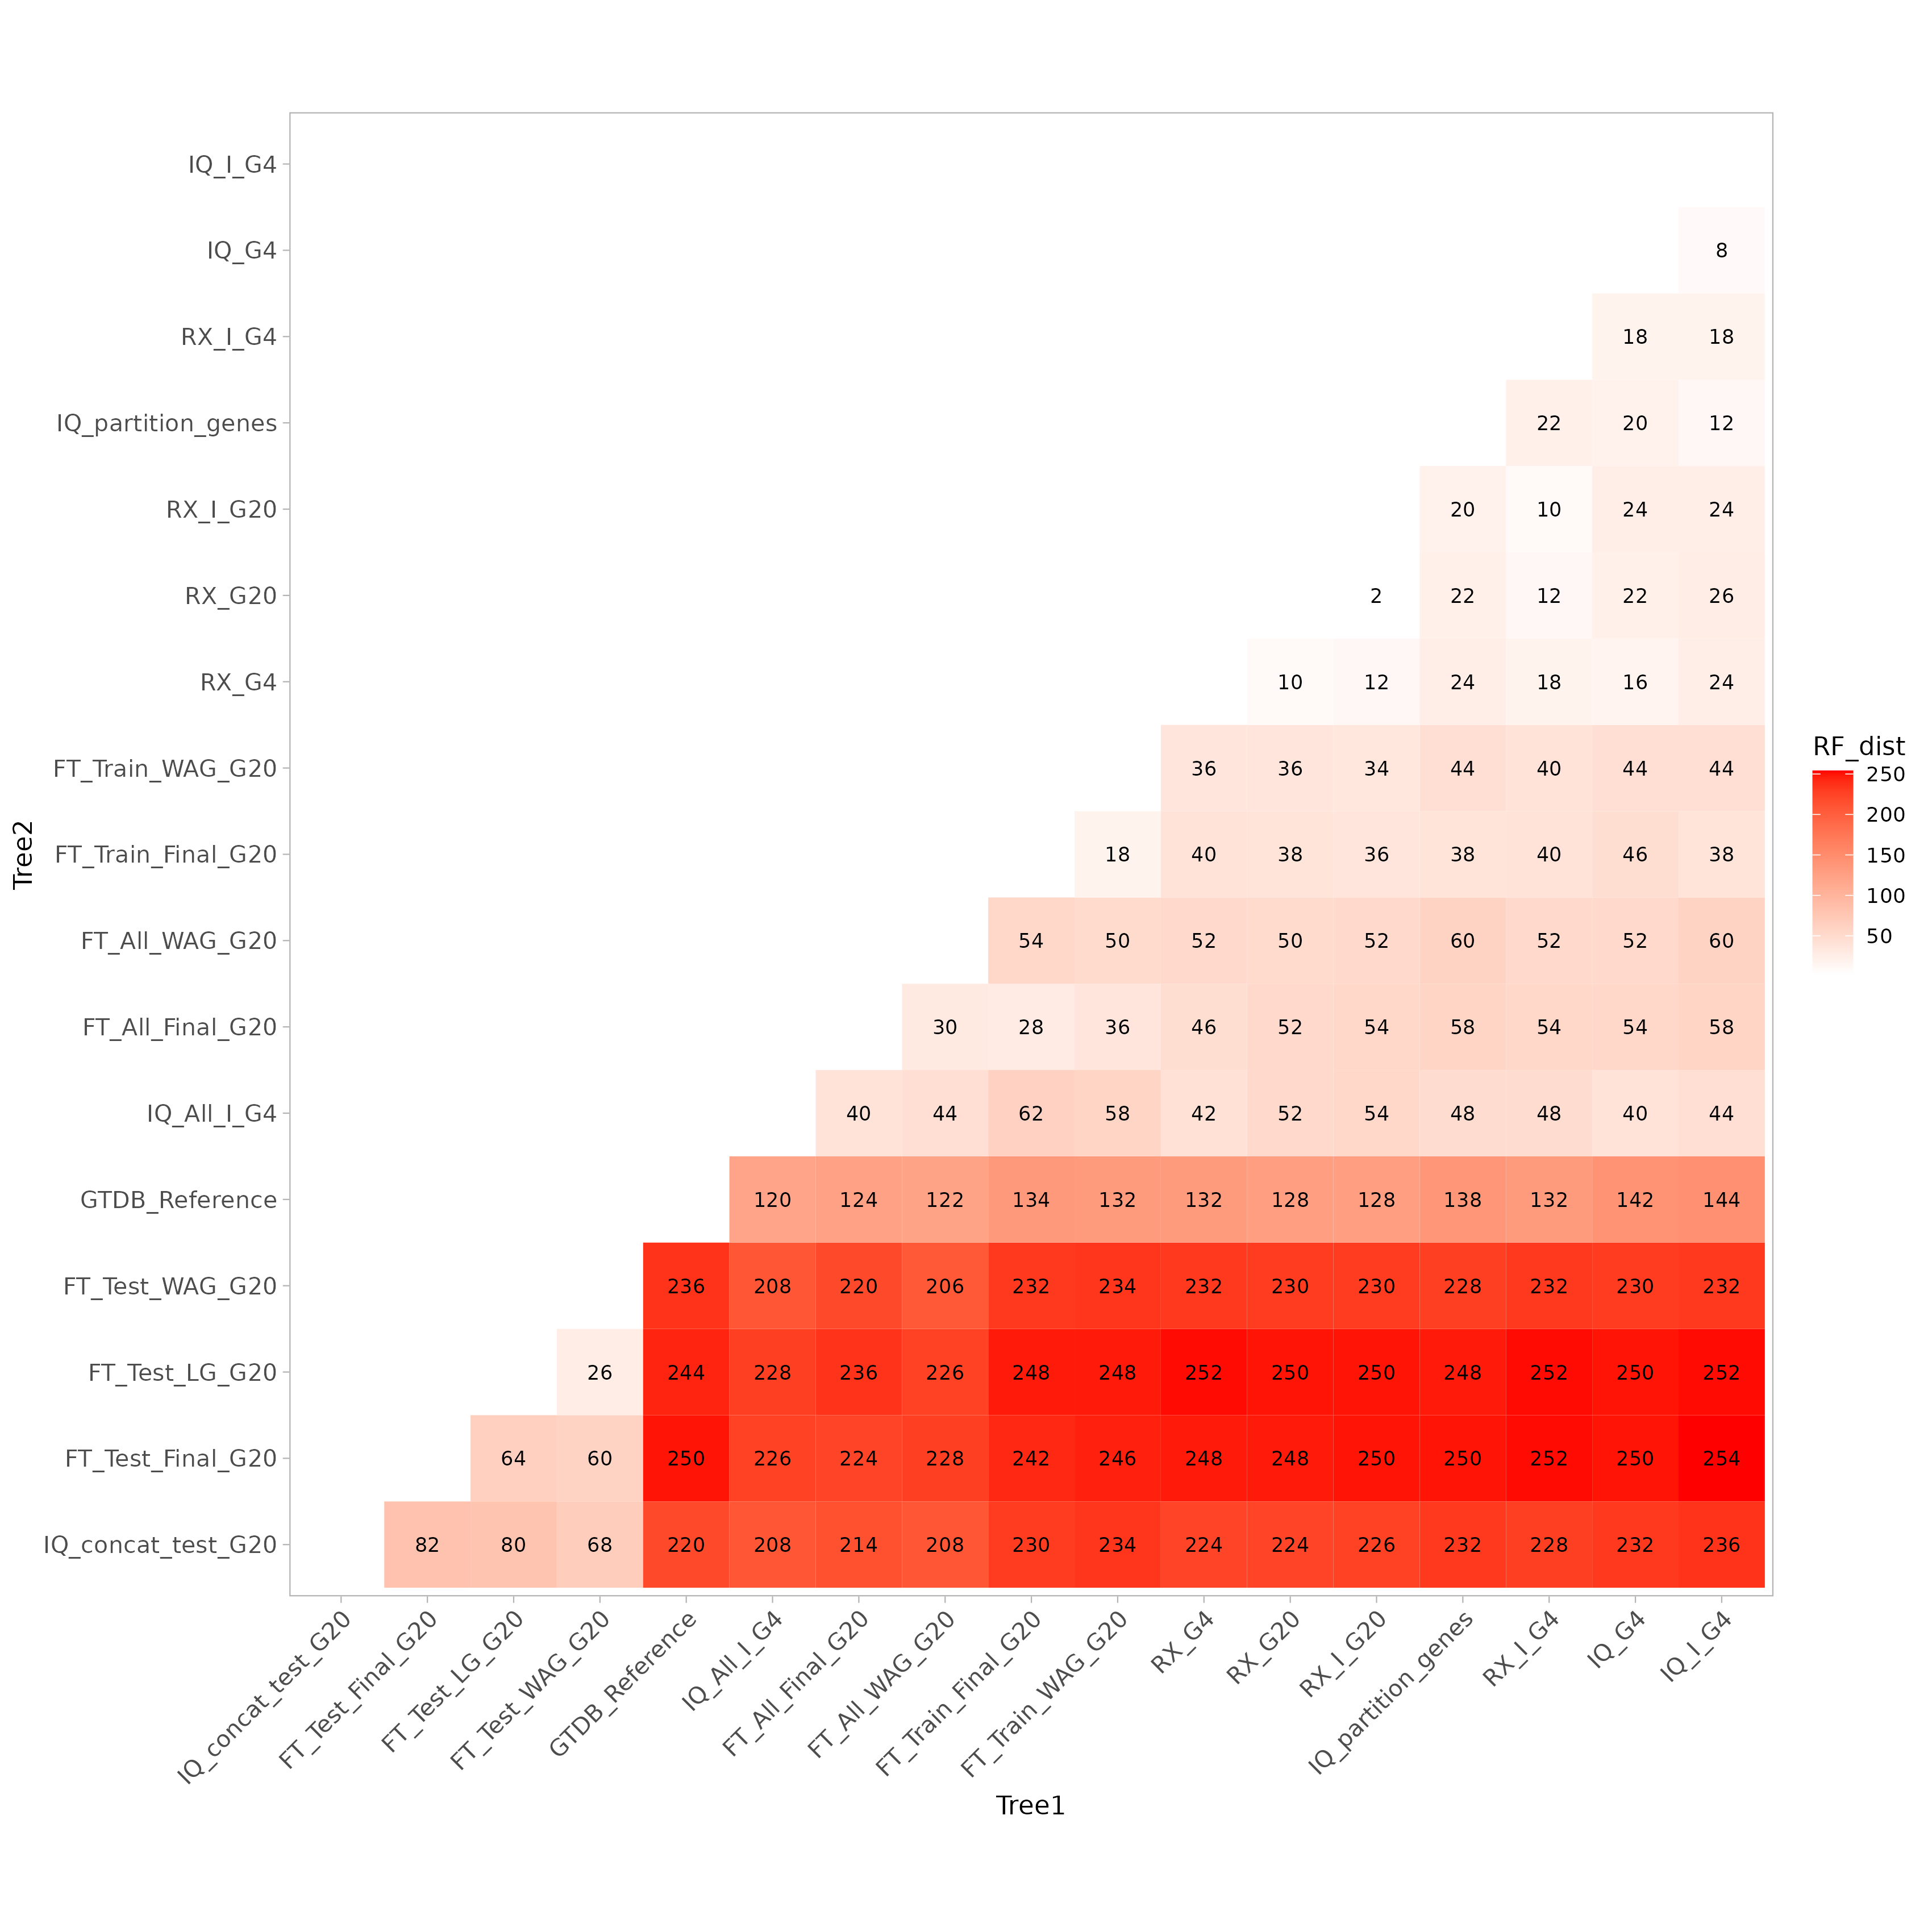 IQ_I_G4
IQ_G4 8
RX_I_G4 18 18
IQ_partition_genes 22 20 12
RX_I_G20 20 10 24 24
RX_G20 2 22 12 22 26
RX_G4 10 12 24 18 16 24
FT_Train_WAG_G20 36 36 34 44 40 44 44
FT_Train_Final_G20 18 40 38 36 38 40 46 38
FT_All_WAG_G20 54 50 52 50 52 60 52 52 60
FT_All_Final_G20 30 28 36 46 52 54 58 54 54 58
IQ_All_I_G4 40 44 62 58 42 52 54 48 48 40 44
GTDB_Reference 120 124 122 134 132 132 128 128 138 132 142 144
FT_Test_WAG_G20 236 208 220 206 232 234 232 230 230 228 232 230 232
FT_Test_LG_G20 26 244 228 236 226 248 248 252 250 250 248 252 250 252
FT_Test_Final_G20 64 60 250 226 224 228 242 246 248 248 250 250 252 250 254
IQ_concat_test_G20 82 80 68 220 208 214 208 230 234 224 224 226 232 228 232 236
IQ_concat_test_G20
FT_Test_Final_G20
FT_Test_LG_G20
FT_Test_WAG_G20
GTDB_Reference
IQ_All_I_G4
FT_All_Final_G20
FT_All_WAG_G20
FT_Train_Final_G20
FT_Train_WAG_G20
RX_G4
RX_G20
RX_I_G20
IQ_partition_genes
RX_I_G4
IQ_G4
IQ_I_G4
Tree1
Tree2
RF_dist
250
200
150
100
50